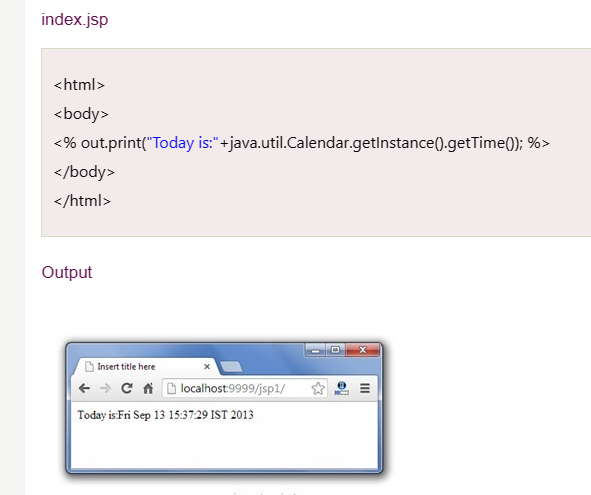 index.jsp
<html>
<body>
<% out.print("Today is:"+java.util.Calendar.getInstance().getTime()); %>
</body>
</html>
Output
Insert title here
localhost:9999/jsp1/
Today is:Fri Sep 13 15:37:29 IST 2013